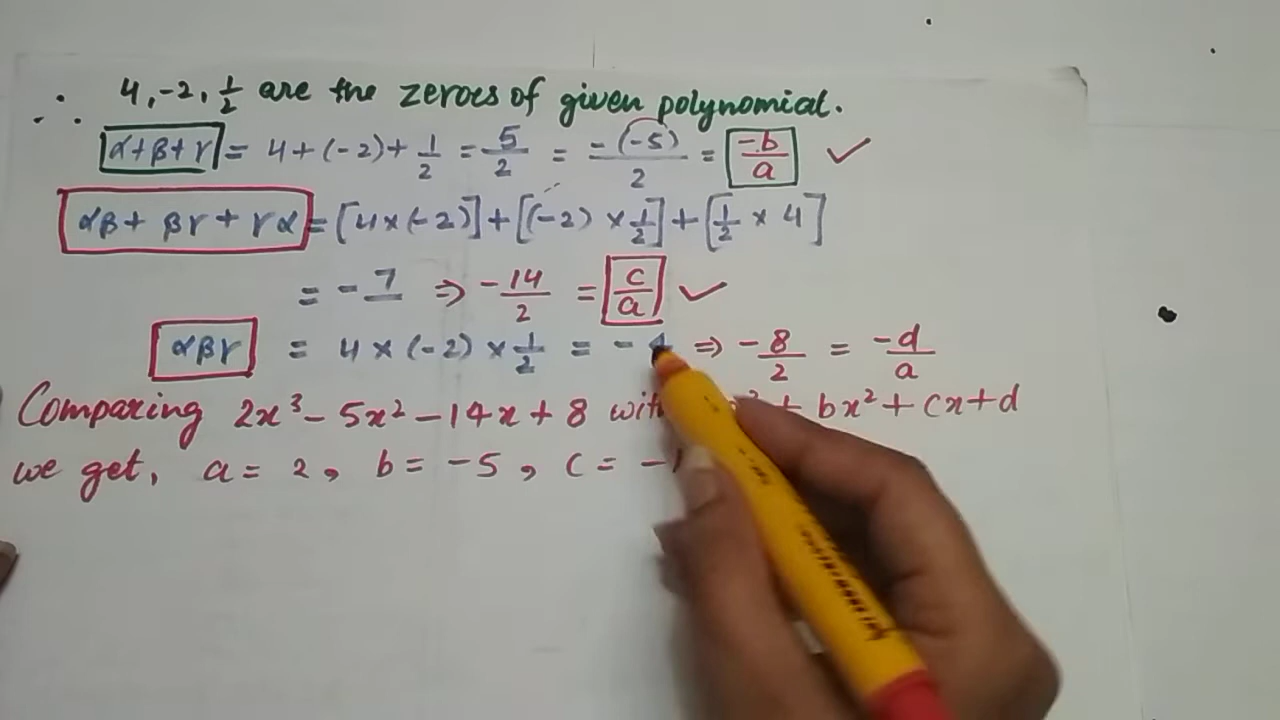 ∴ 4, -2, 1/2 are the zeroes of given polynomial.
α+β+γ = 4+(-2)+ 1/2 = 5/2 = -(-5)/2 = -b/a ✓
αβ+ βγ + γα = [4×(-2)]+[(-2) × 1/2]+[1/2 × 4]
= -7 ⇒ -14/2 = c/a ✓
αβγ = 4 × (-2) × 1/2 = - ⇒ -8/2 = -d/a
Comparing 2x³ - 5x² - 14x + 8 + bx² + cx + d
we get, a = 2, b = -5, c = -